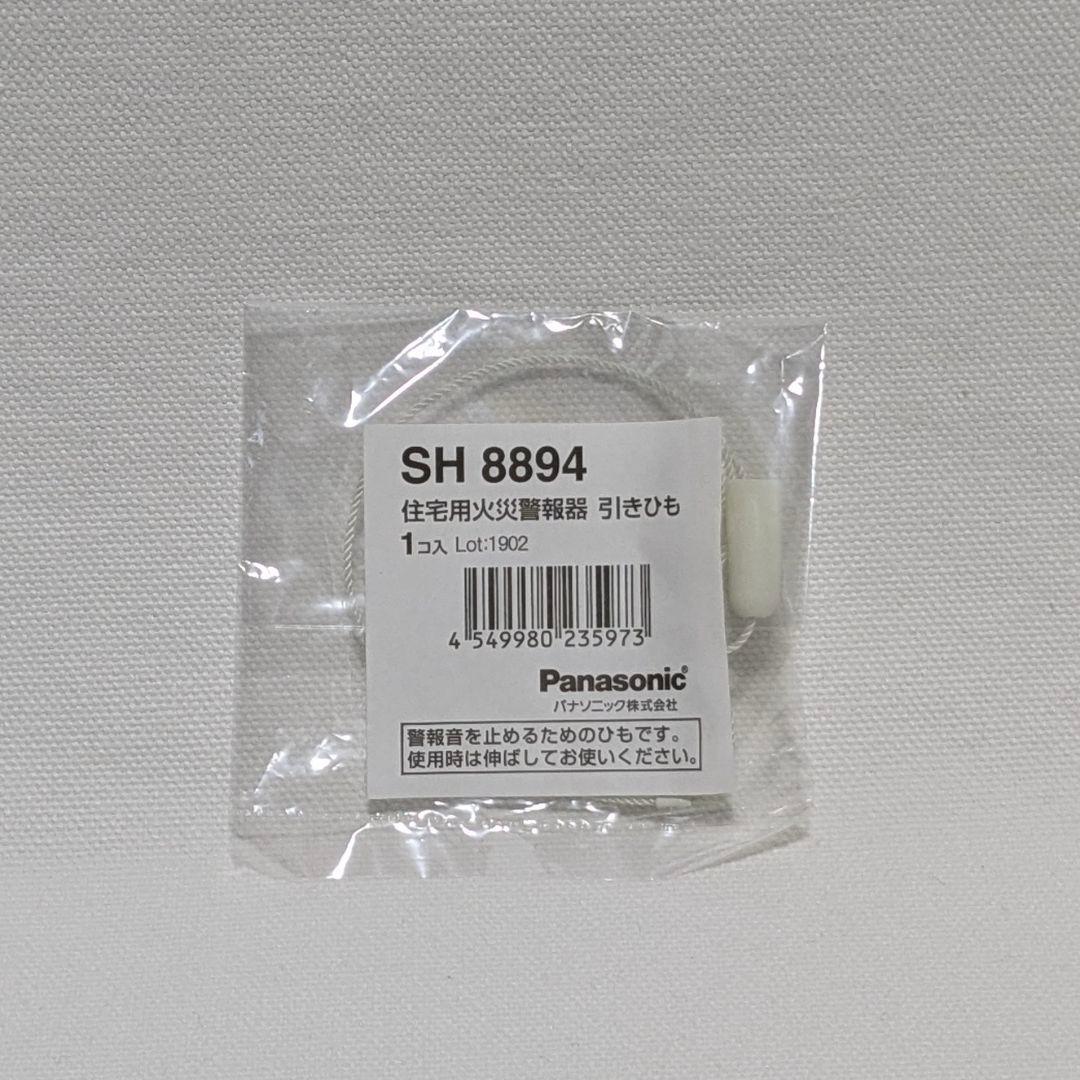 SH 8894
住宅用火災警報器 引きひも
1コ入 Lot:1902
4 549980 235973
Panasonic®
パナソニック株式会社
警報音を止めるためのひもです。
使用時は伸ばしてお使いください。